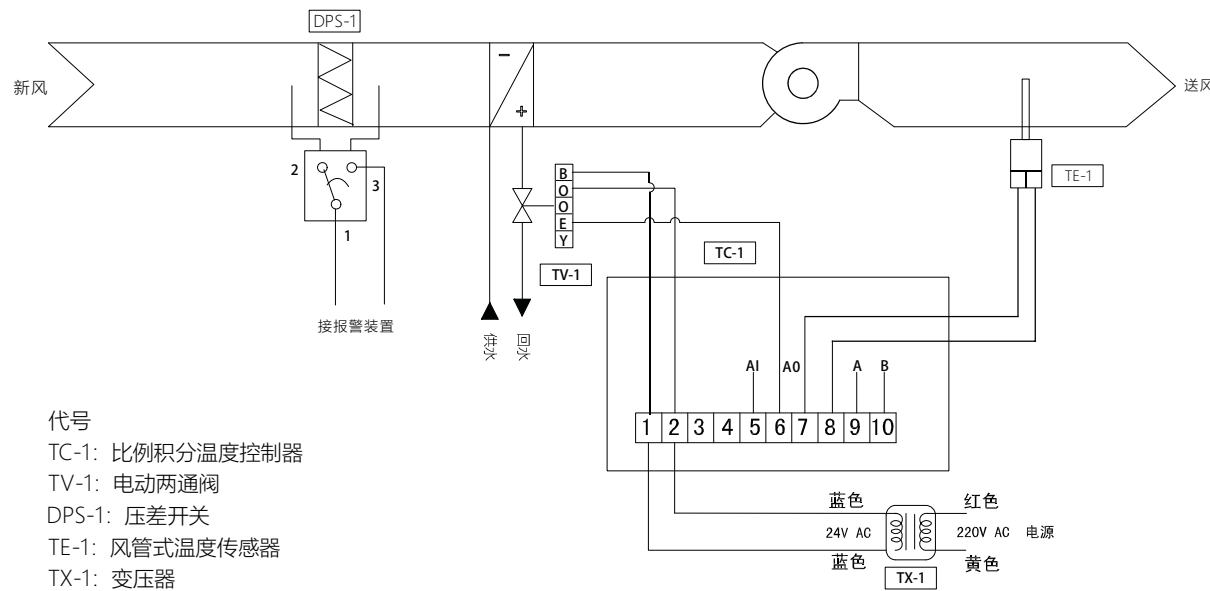 DPS-1
新风
送风
2
3
1
B
O
O
E
Y
TE-1
TC-1
TV-1
接报警装置
供水
回水
AI
A0
A
B
1 2 3 4 5 6 7 8 9 10
代号
TC-1: 比例积分温度控制器
TV-1: 电动两通阀
DPS-1: 压差开关
TE-1: 风管式温度传感器
TX-1: 变压器
蓝色
红色
24V AC
220V AC 电源
蓝色
黄色
TX-1